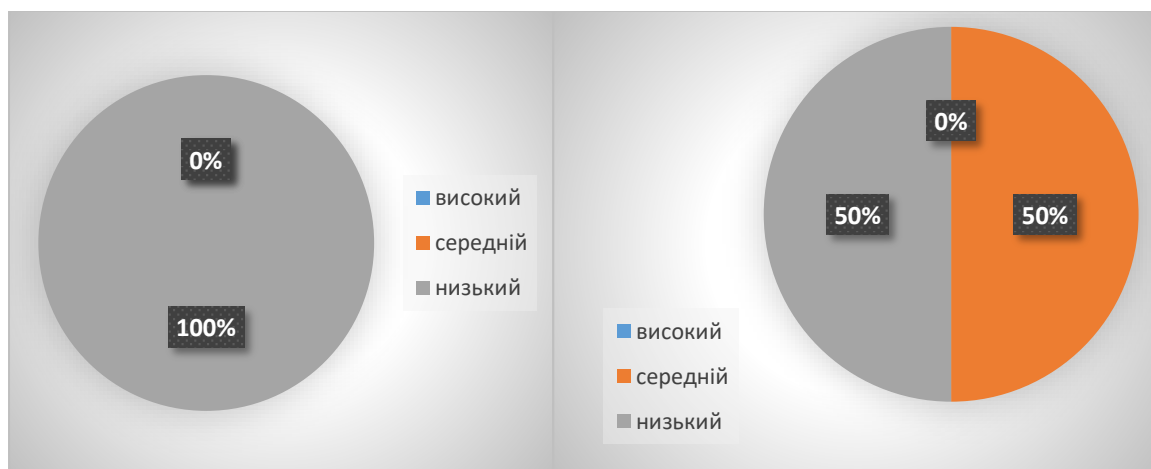 0%
100%
високий
середній
низький
0%
50%
50%
високий
середній
низький